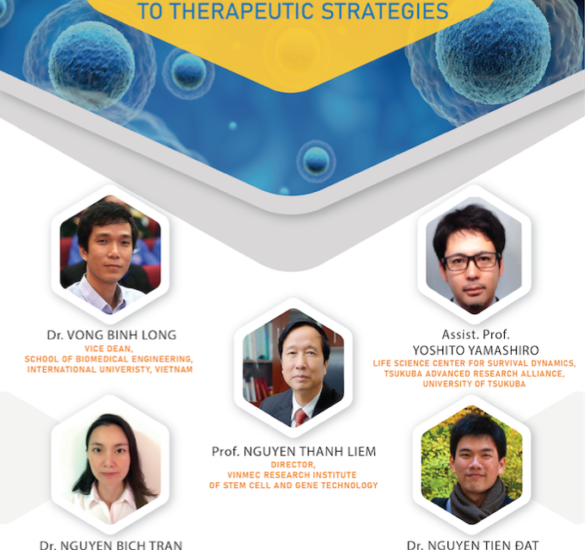 TO THERAPEUTIC STRATEGIES
Dr. VONG BINH LONG
VICE DEAN,
SCHOOL OF BIOMEDICAL ENGINEERING,
INTERNATIONAL UNIVERISTY, VIETNAM
Assist. Prof.
YOSHITO YAMASHIRO
LIFE SCIENCE CENTER FOR SURVIVAL DYNAMICS,
TSUKUBA ADVANCED RESEARCH ALLIANCE,
UNIVERSITY OF TSUKUBA
Prof. NGUYEN THANH LIEM
DIRECTOR,
VINMEC RESEARCH INSTITUTE
OF STEM CELL AND GENE TECHNOLOGY
Dr. NGUYEN BICH TRAN
Dr. NGUYEN TIEN ĐAT